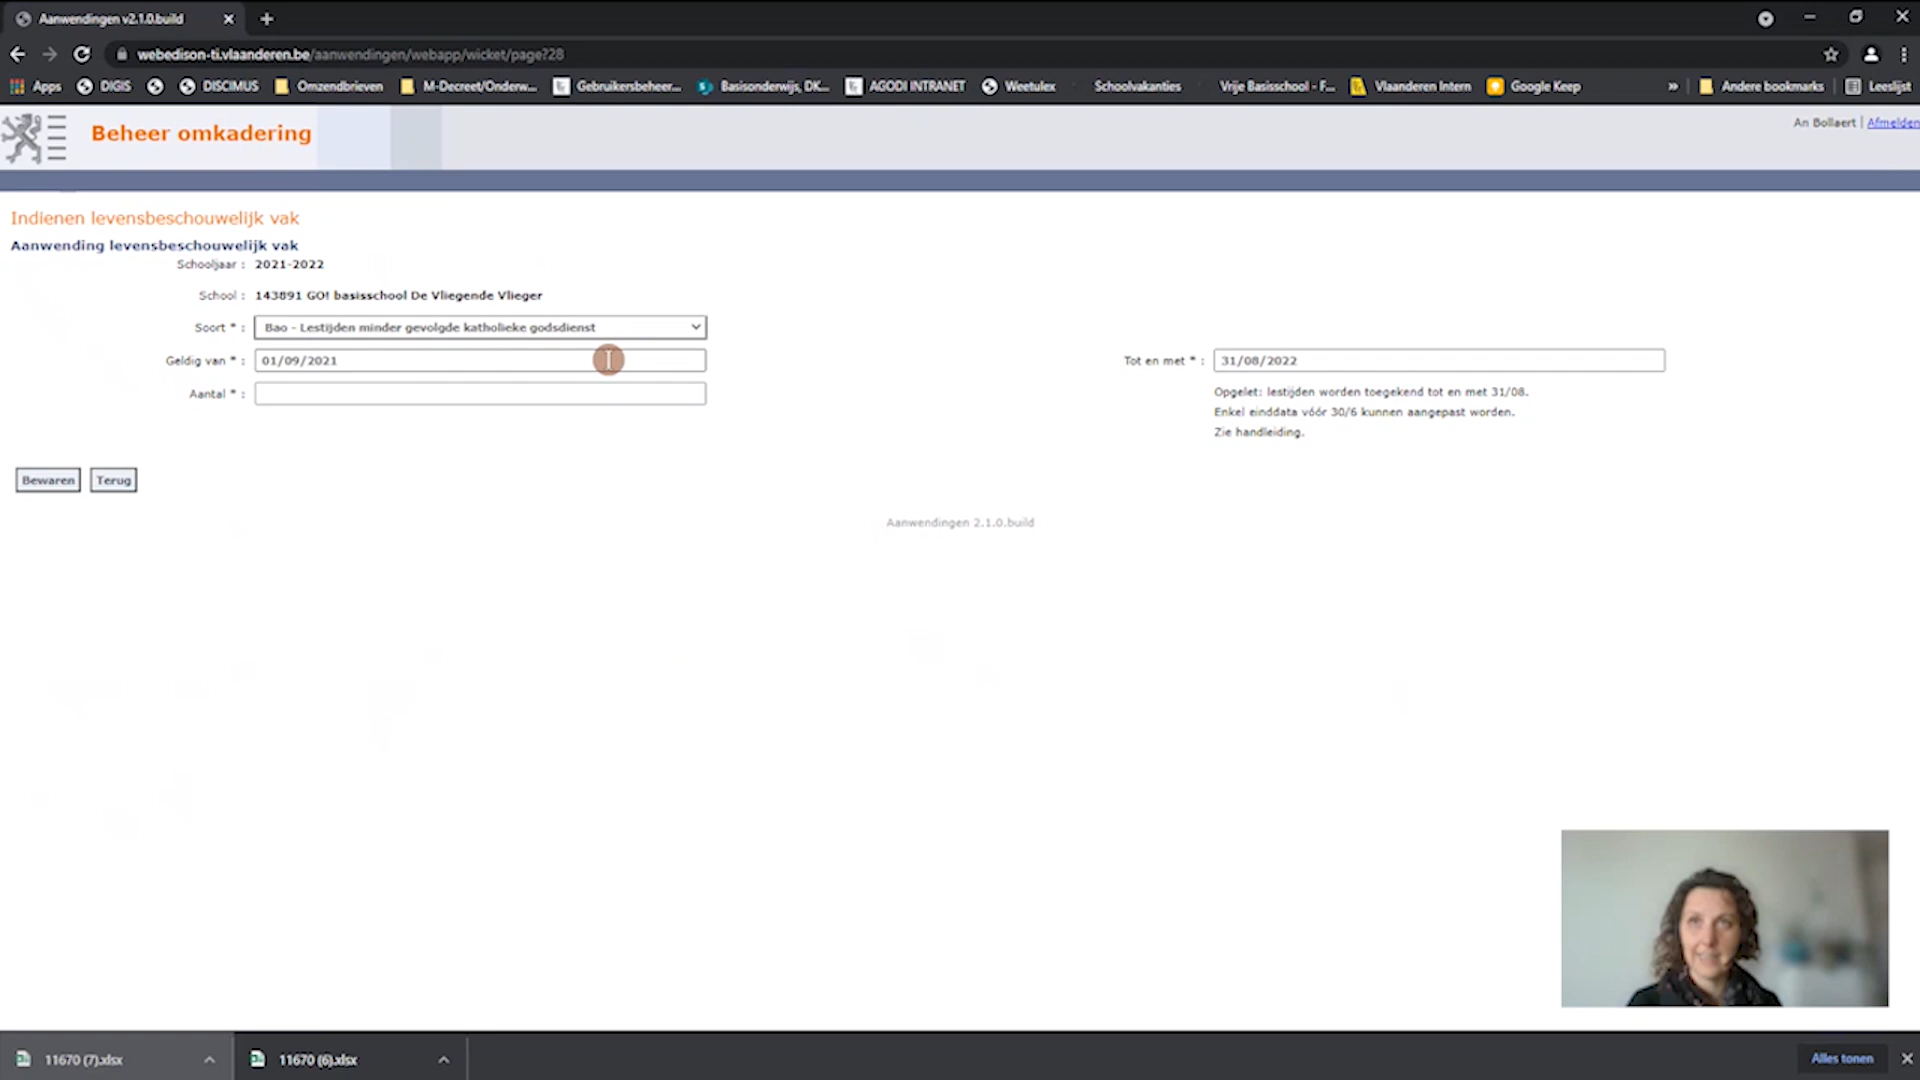 Aanwendingen v2.1.0.build
webedison-ti.vlaanderen.be/aanwendingen/webapp/wicket/page?28
Apps DIGIS DISCIMUS Omzendbrieven M-Decreet/Onderw... Gebruikersbeheer... Basisonderwijs, DK... AGODI INTRANET Weetulex Schoolvakanties Vrije Basisschool - F... Vlaanderen Intern Google Keep » Andere bookmarks Leeslijst
Beheer omkadering
An Bollaert | Afmelden
Indienen levensbeschouwelijk vak
Aanwending levensbeschouwelijk vak
Schooljaar : 2021-2022
School : 143891 GO! basisschool De Vliegende Vlieger
Soort * : Bao - Lestijden minder gevolgde katholieke godsdienst
Geldig van * : 01/09/2021 Tot en met * : 31/08/2022
Aantal * :
Opgelet: lestijden worden toegekend tot en met 31/08.
Enkel einddata vóór 30/6 kunnen aangepast worden.
Zie handleiding.
Bewaren Terug
Aanwendingen 2.1.0.build
11670 (7).xlsx 11670 (6).xlsx Alles tonen